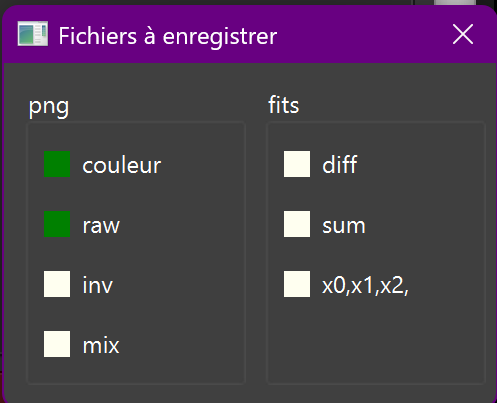 Fichiers à enregistrer
png
couleur
raw
inv
mix
fits
diff
sum
x0,x1,x2,